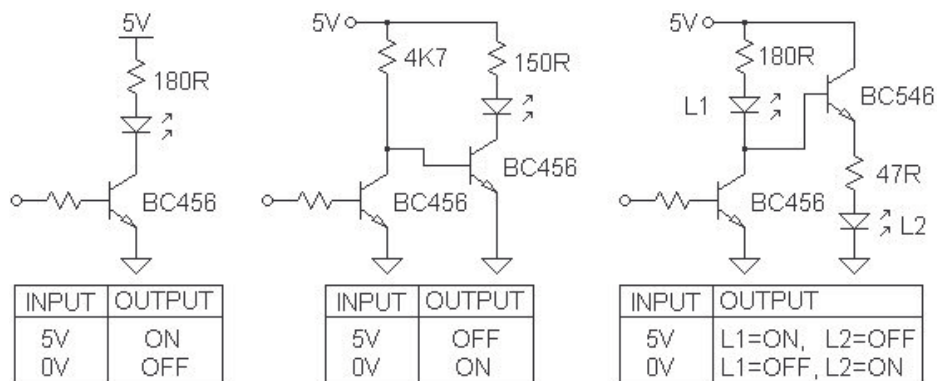 5V
180R
BC456
INPUT OUTPUT
5V ON
0V OFF
5V
4K7
150R
BC456
BC456
INPUT OUTPUT
5V OFF
0V ON
5V
180R
L1
BC546
47R
BC456
L2
INPUT OUTPUT
5V L1=ON, L2=OFF
0V L1=OFF, L2=ON